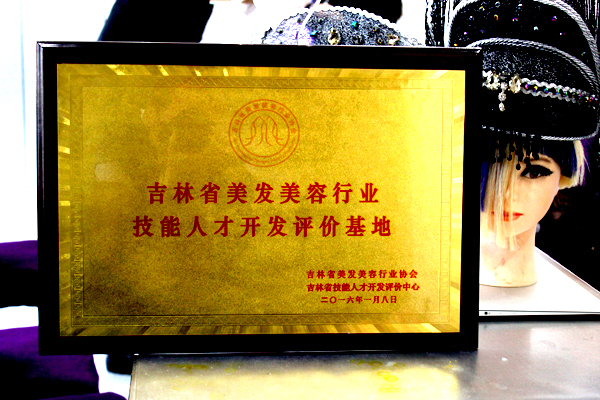 吉林省美发美容行业
技能人才开发评价基地
吉林省美发美容行业协会
吉林省技能人才开发评价中心
二〇一六年一月八日